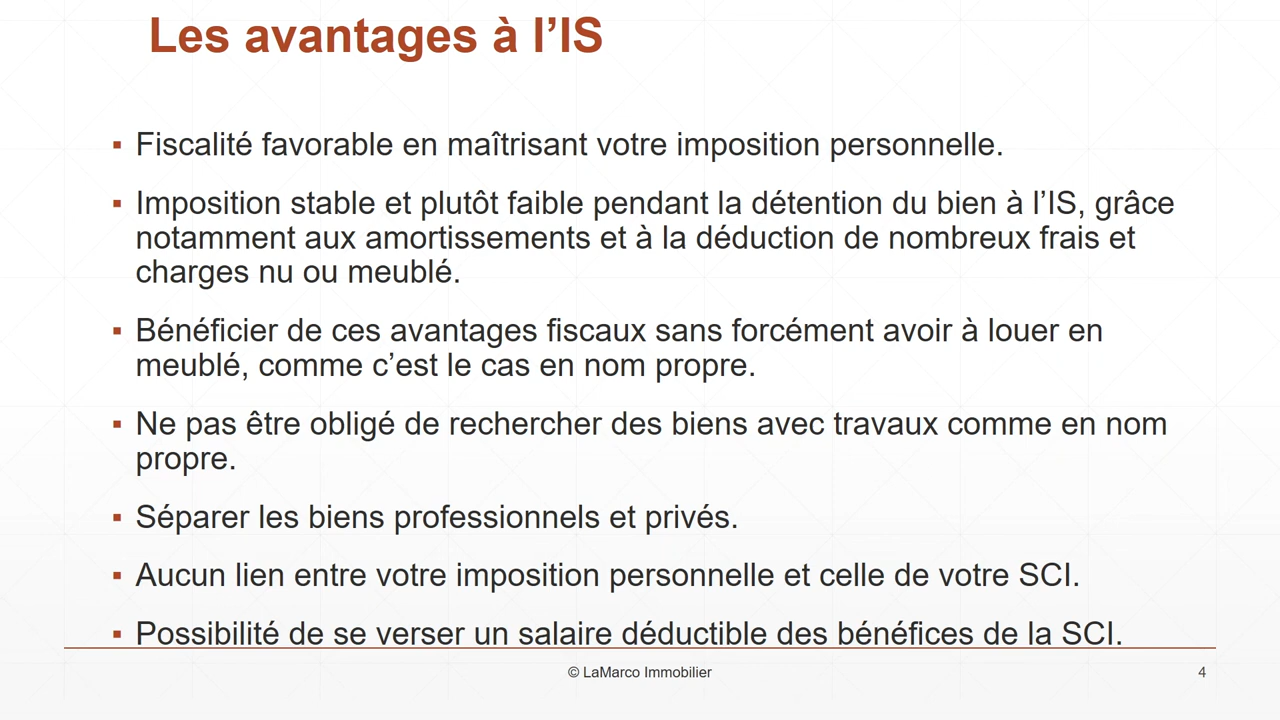 Les avantages à l’IS
▪ Fiscalité favorable en maîtrisant votre imposition personnelle.
▪ Imposition stable et plutôt faible pendant la détention du bien à l’IS, grâce
notamment aux amortissements et à la déduction de nombreux frais et
charges nu ou meublé.
▪ Bénéficier de ces avantages fiscaux sans forcément avoir à louer en
meublé, comme c’est le cas en nom propre.
▪ Ne pas être obligé de rechercher des biens avec travaux comme en nom
propre.
▪ Séparer les biens professionnels et privés.
▪ Aucun lien entre votre imposition personnelle et celle de votre SCI.
▪ Possibilité de se verser un salaire déductible des bénéfices de la SCI.
© LaMarco Immobilier
4